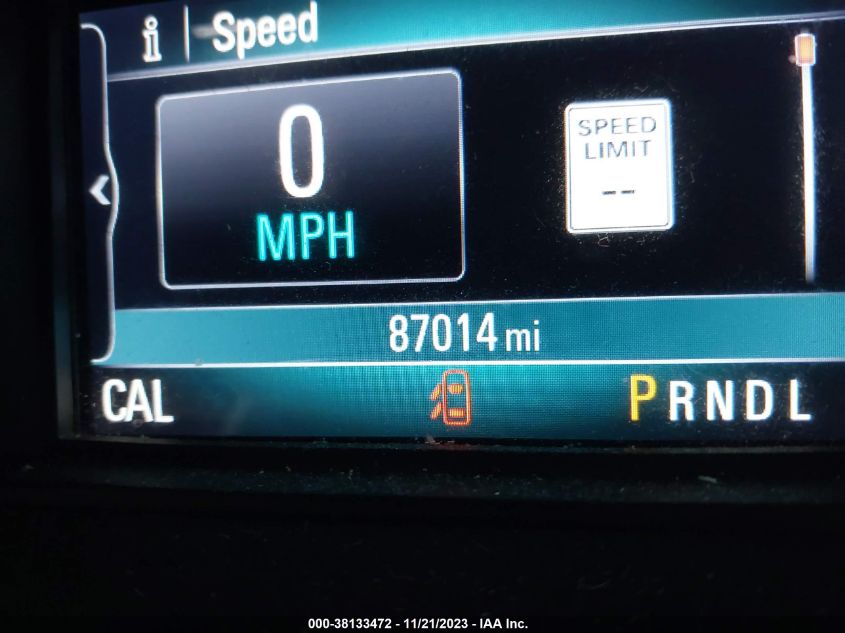 i | Speed
0
MPH
SPEED
LIMIT
--
87014 mi
CAL
PRNDL
000-38133472 - 11/21/2023 - IAA Inc.